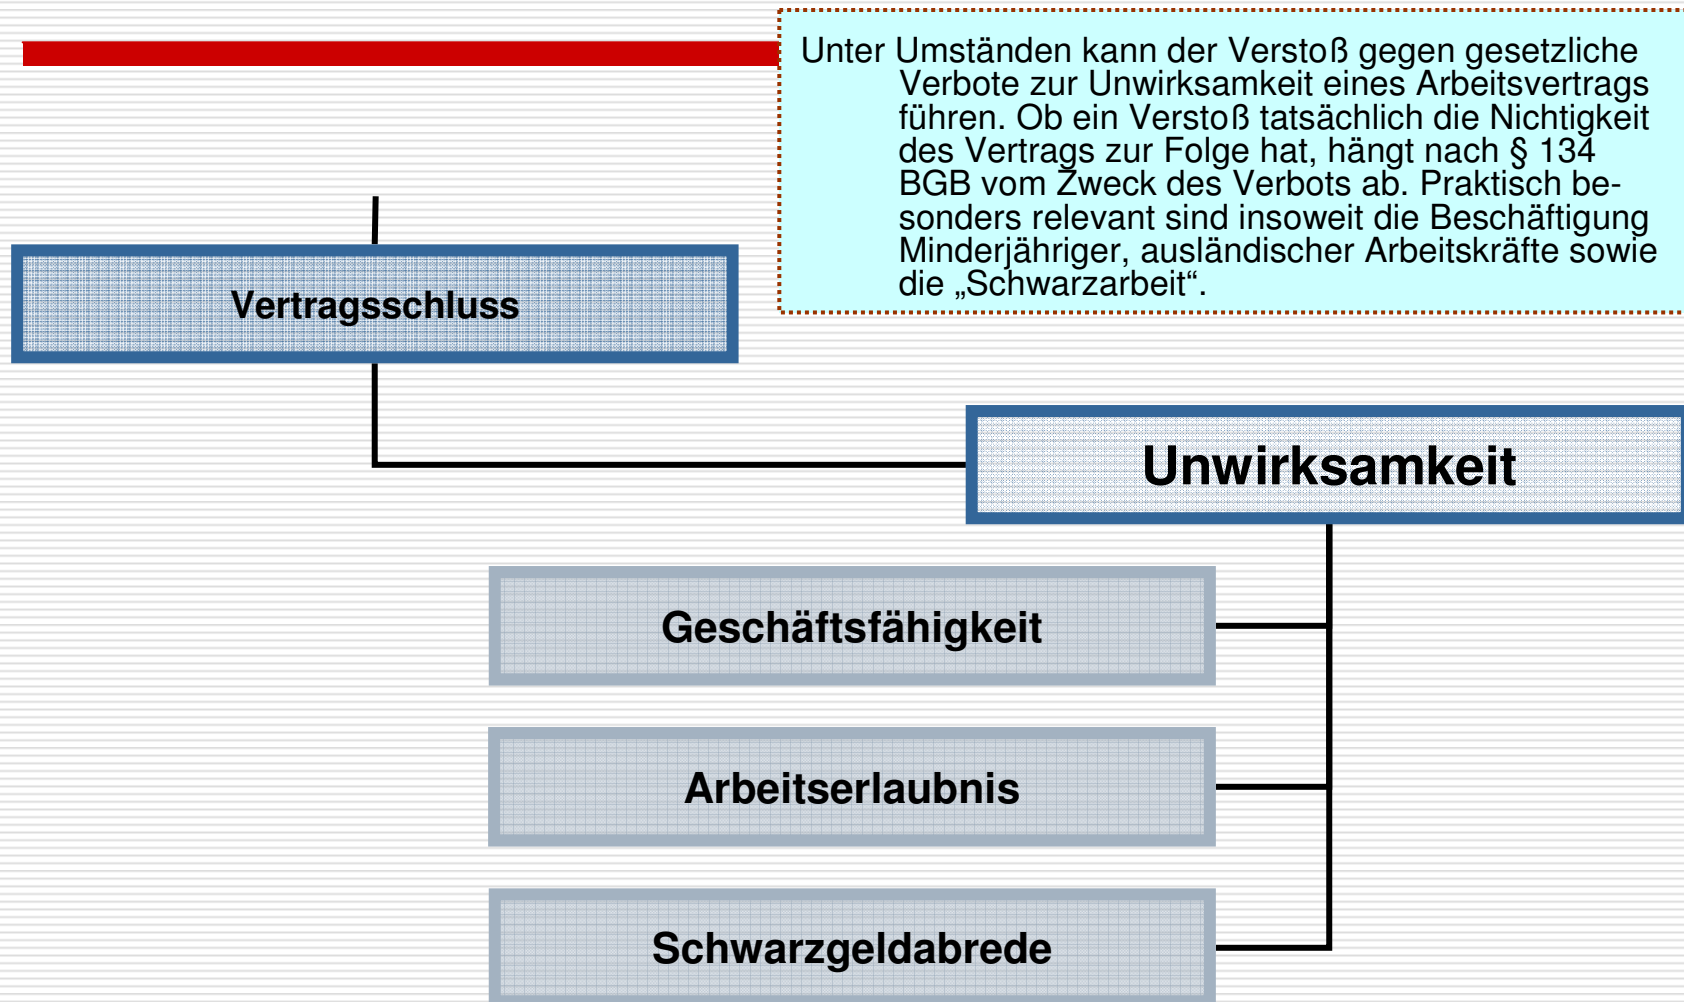 Unter Umständen kann der Verstoß gegen gesetzliche
Verbote zur Unwirksamkeit eines Arbeitsvertrags
führen. Ob ein Verstoß tatsächlich die Nichtigkeit
des Vertrags zur Folge hat, hängt nach § 134
BGB vom Zweck des Verbots ab. Praktisch be-
sonders relevant sind insoweit die Beschäftigung
Minderjähriger, ausländischer Arbeitskräfte sowie
die „Schwarzarbeit“.
Vertragsschluss
Unwirksamkeit
Geschäftsfähigkeit
Arbeitserlaubnis
Schwarzgeldabrede